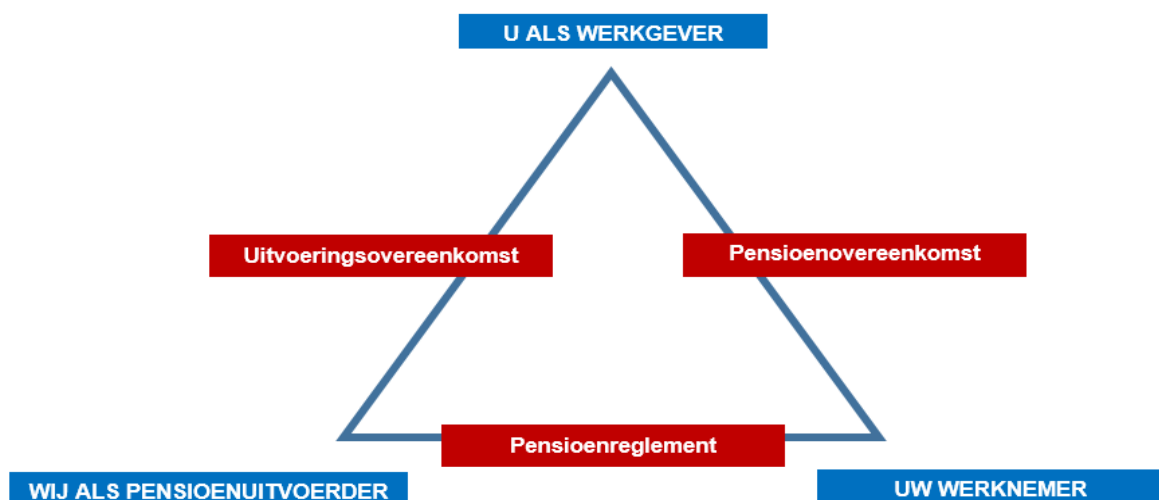 U ALS WERKGEVER
Uitvoeringsovereenkomst
Pensioenovereenkomst
Pensioenreglement
WIJ ALS PENSIOENUITVOERDER
UW WERKNEMER